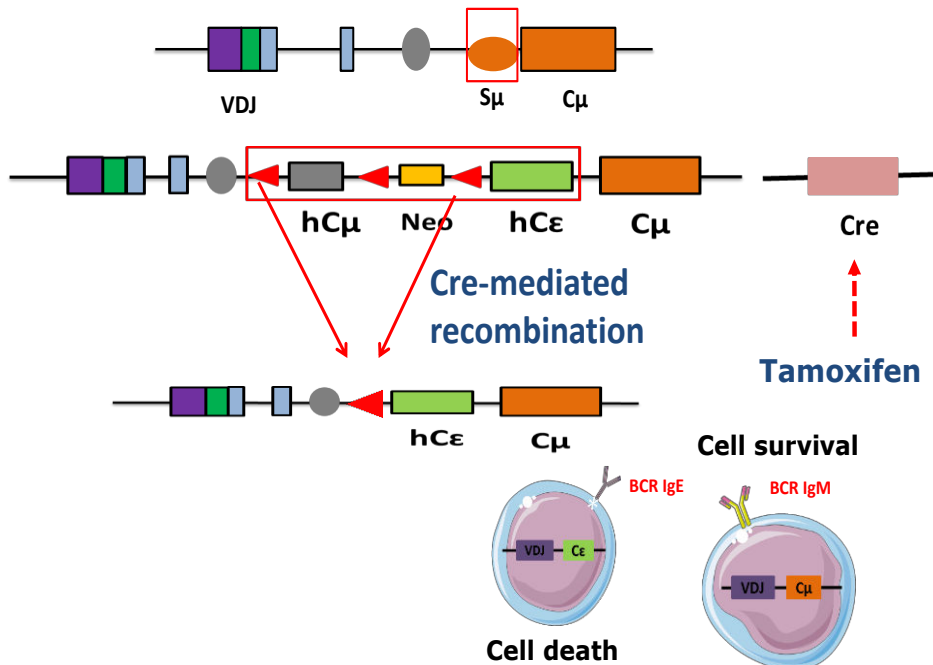 VDJ
Sμ
Cμ
hCμ
Neo
hCε
Cμ
Cre
Cre-mediated
recombination
Tamoxifen
hCε
Cμ
Cell survival
BCR IgE
BCR IgM
VDJ
Cε
VDJ
Cμ
Cell death